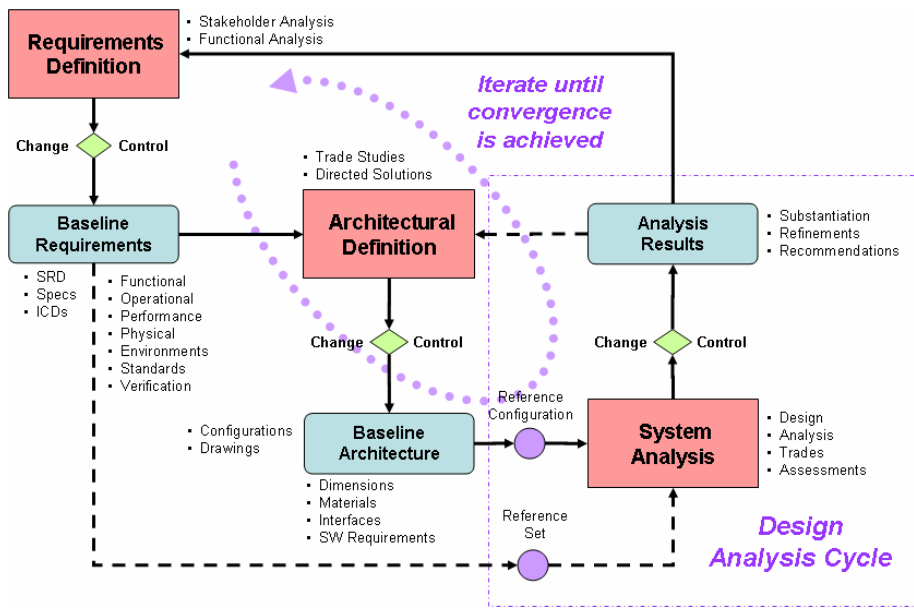 Requirements
Definition
▪ Stakeholder Analysis
▪ Functional Analysis
Iterate until
convergence
is achieved
Change
Control
▪ Trade Studies
▪ Directed Solutions
Baseline
Requirements
Architectural
Definition
Analysis
Results
▪ Substantiation
▪ Refinements
▪ Recommendations
▪ SRD
▪ Specs
▪ ICDs
▪ Functional
▪ Operational
▪ Performance
▪ Physical
▪ Environments
▪ Standards
▪ Verification
Change
Control
Change
Control
▪ Configurations
▪ Drawings
Baseline
Architecture
Reference
Configuration
System
Analysis
▪ Design
▪ Analysis
▪ Trades
▪ Assessments
▪ Dimensions
▪ Materials
▪ Interfaces
▪ SW Requirements
Reference
Set
Design
Analysis Cycle